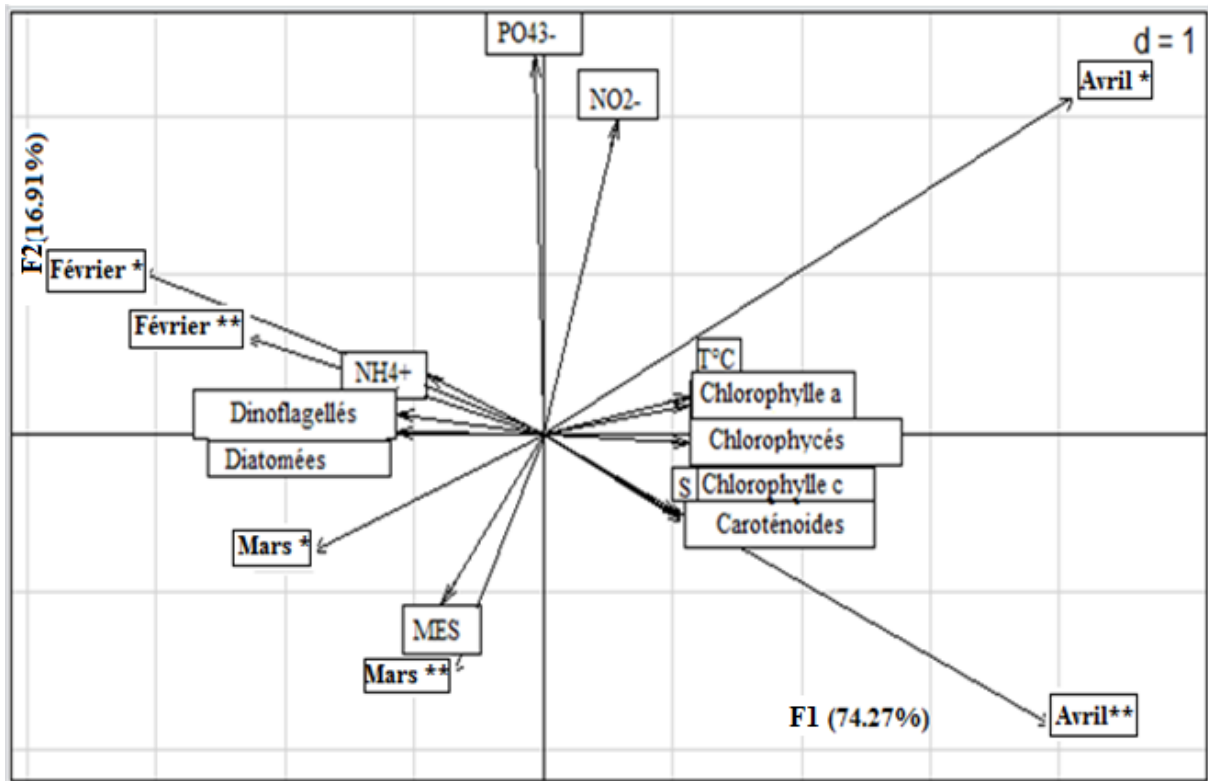 PO43-
d = 1
Avril *
NO2-
F2(16.91%)
Février *
Février **
T°C
NH4+
Chlorophylle a
Dinoflagellés
Chlorophycés
Diatomées
S
Chlorophylle c
Caroténoides
Mars *
MES
Mars **
F1 (74.27%)
Avril**